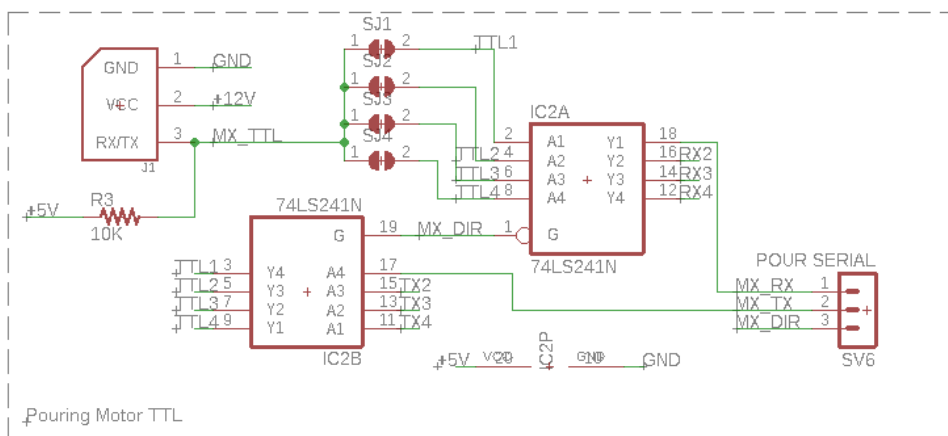 SJ1
1 2 TTL1
SJ2
1 2
SJ3
1 2
SJ4
1 2
GND 1 GND
VCC 2 +12V
RX/TX 3 MX_TTL
J1
R3
+5V
10K
IC2A
2 A1 Y1 18
TTL2 4 A2 Y2 16 RX2
TTL3 6 A3 Y3 14 RX3
TTL4 8 A4 Y4 12 RX4
MX_DIR 1 G
74LS241N
74LS241N
G 19
TTL1 3 Y4 A4 17
TTL2 5 Y3 A3 15 TX2
TTL3 7 Y2 A2 13 TX3
TTL4 9 Y1 A1 11 TX4
IC2B
POUR SERIAL
MX_RX 1
MX_TX 2
MX_DIR 3
SV6
+5V VCC 20 IC2P GND 10 GND
Pouring Motor TTL